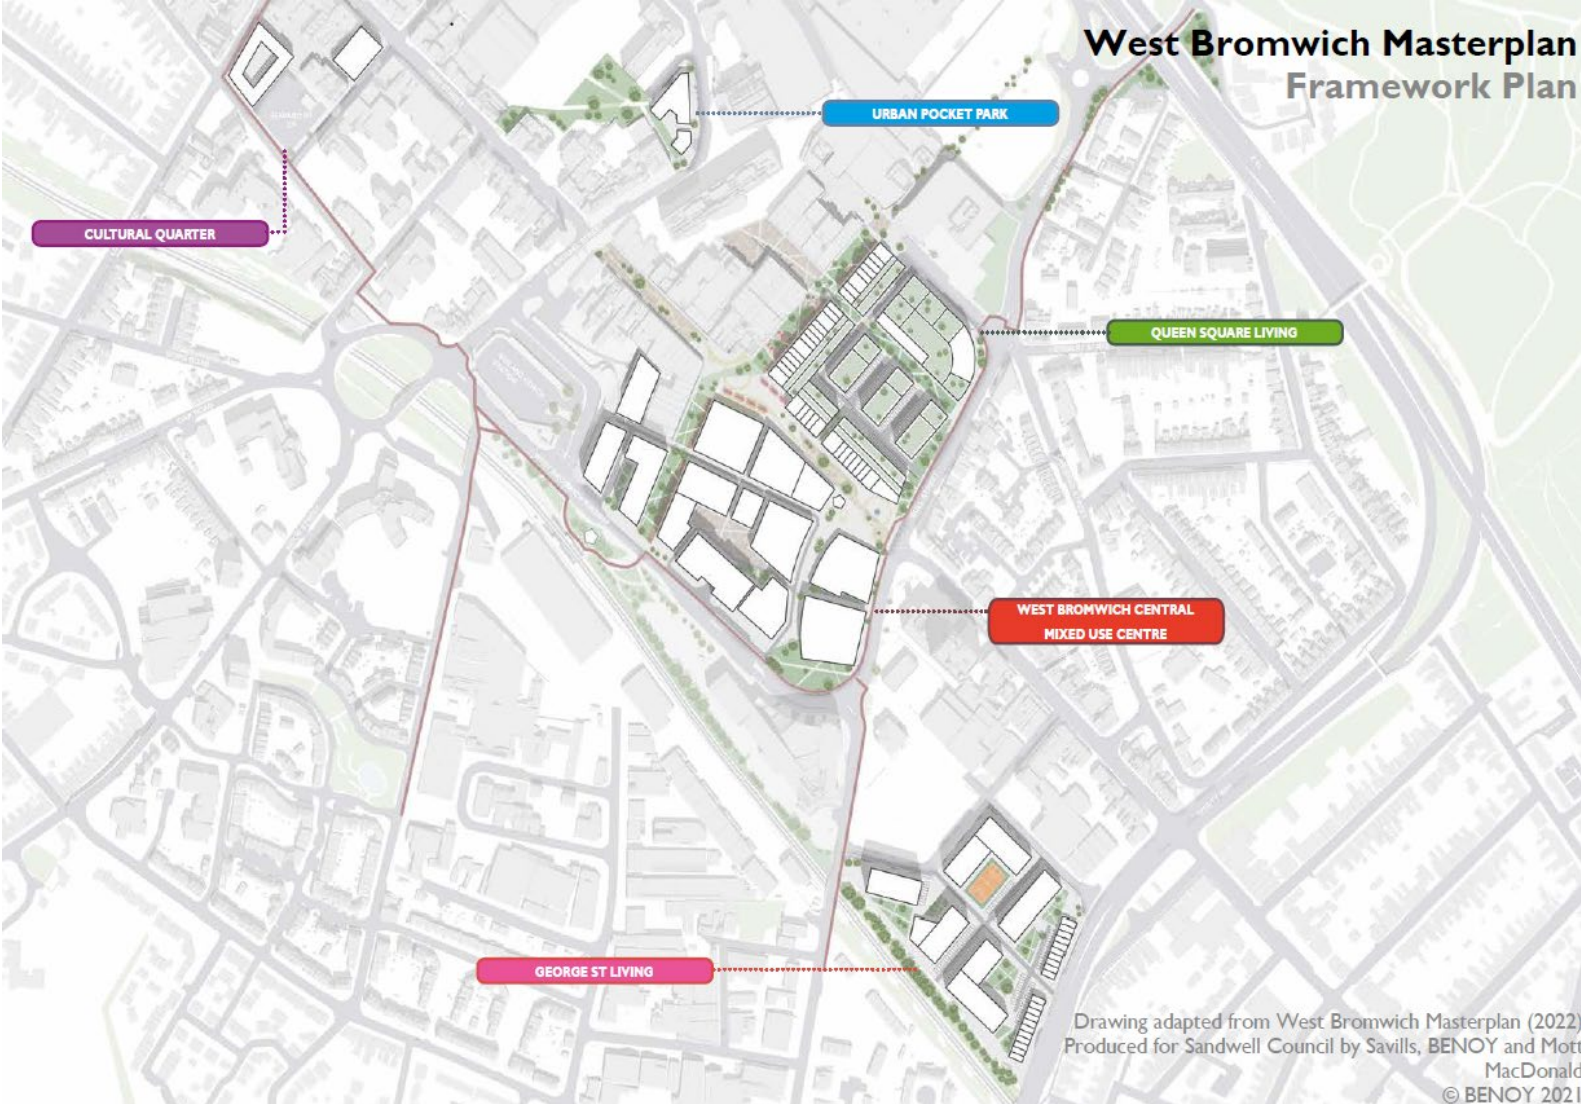 West Bromwich Masterplan
Framework Plan
URBAN POCKET PARK
CULTURAL QUARTER
QUEEN SQUARE LIVING
WEST BROMWICH CENTRAL
MIXED USE CENTRE
GEORGE ST LIVING
Drawing adapted from West Bromwich Masterplan (2022)
Produced for Sandwell Council by Savills, BENOY and Mott
MacDonald
© BENOY 2021